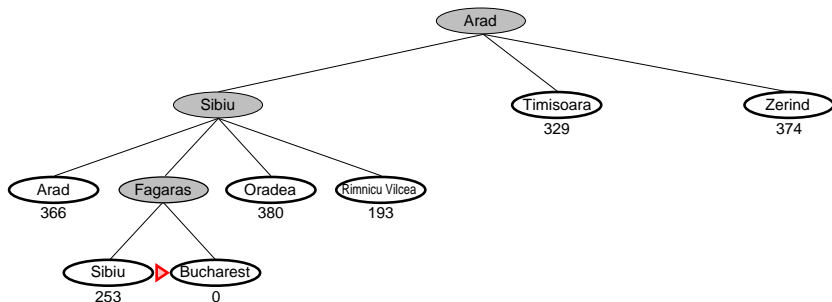 Arad
Sibiu
Timisoara
Zerind
329
374
Arad
Fagaras
Oradea
Rimnicu Vilcea
366
380
193
Sibiu
Bucharest
253
0